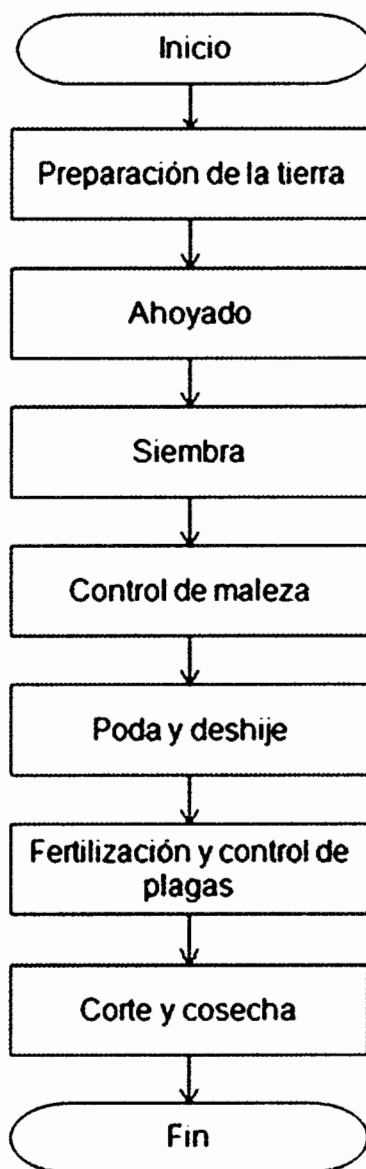 Inicio
Preparación de la tierra
Ahoyado
Siembra
Control de maleza
Poda y deshije
Fertilización y control de
plagas
Corte y cosecha
Fin